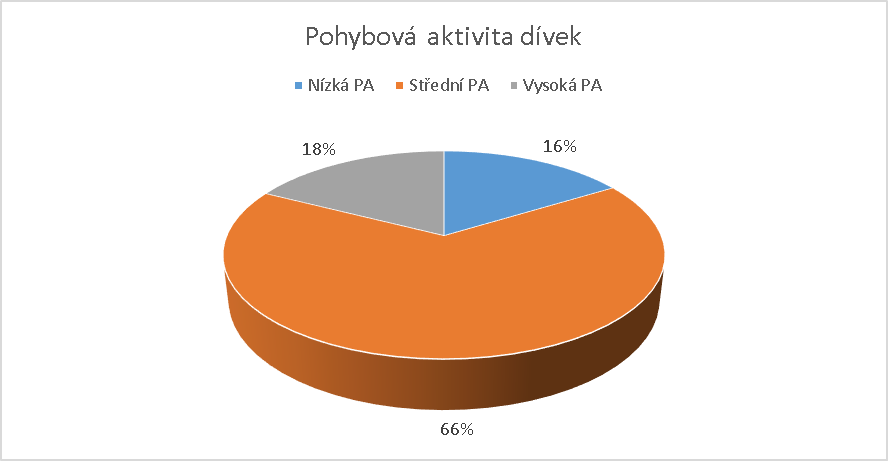 Pohybová aktivita dívek
Nízká PA Střední PA Vysoká PA
18%
16%
66%